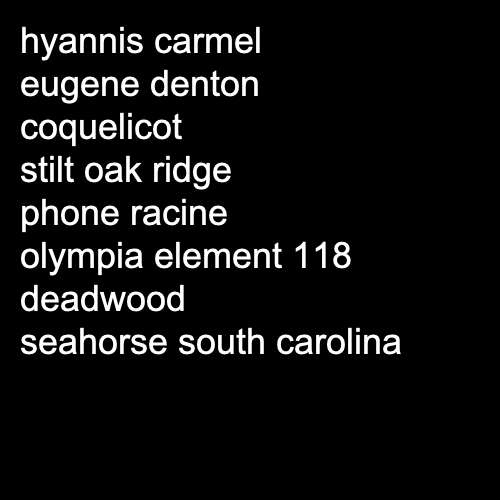 hyannis carmel
eugene denton
coquelicot
stilt oak ridge
phone racine
olympia element 118
deadwood
seahorse south carolina